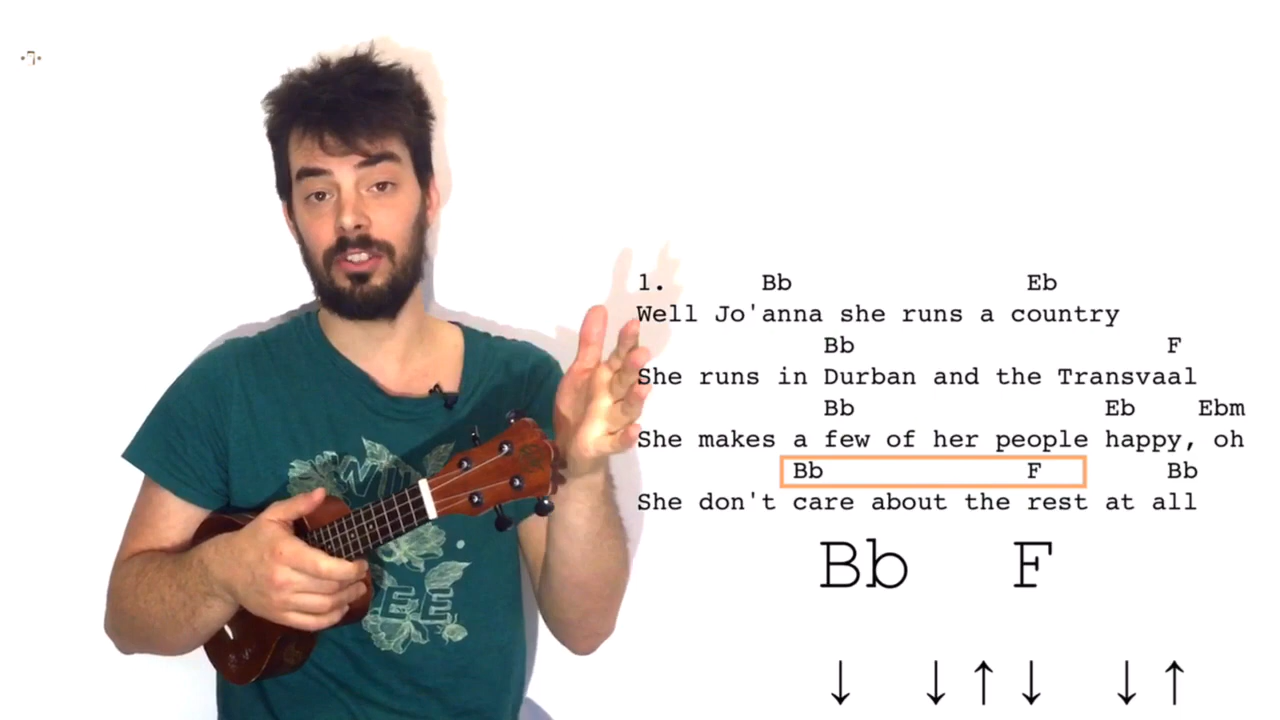 1. Bb Eb
Well Jo'anna she runs a country
Bb F
She runs in Durban and the Transvaal
Bb Eb Ebm
She makes a few of her people happy, oh
Bb F Bb
She don't care about the rest at all
Bb F
↓ ↓ ↑ ↓ ↓ ↑